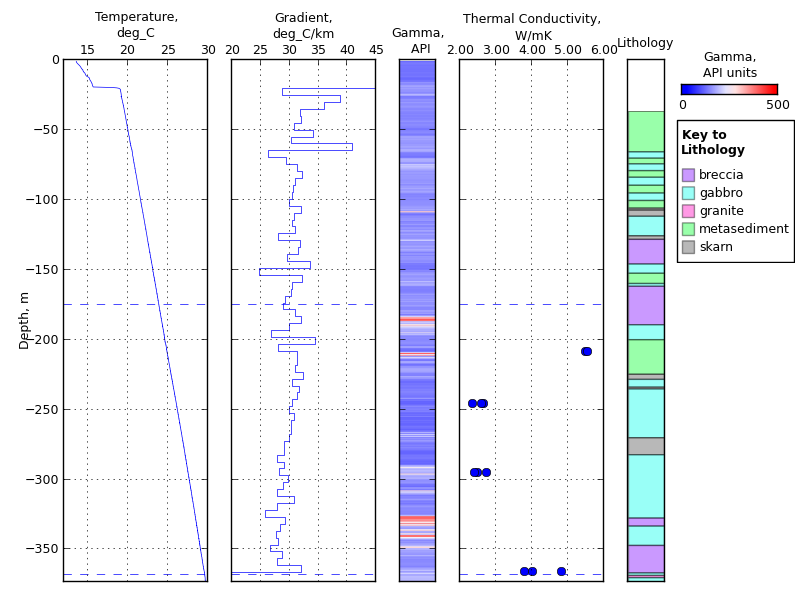 Temperature,
deg_C
15 20 25 30
Gradient,
deg_C/km
20 25 30 35 40 45
Gamma,
API
Thermal Conductivity,
W/mK
2.00 3.00 4.00 5.00 6.00
Lithology
Depth, m
0
−50
−100
−150
−200
−250
−300
−350
Gamma,
API units
0 500
Key to
Lithology
breccia
gabbro
granite
metasediment
skarn